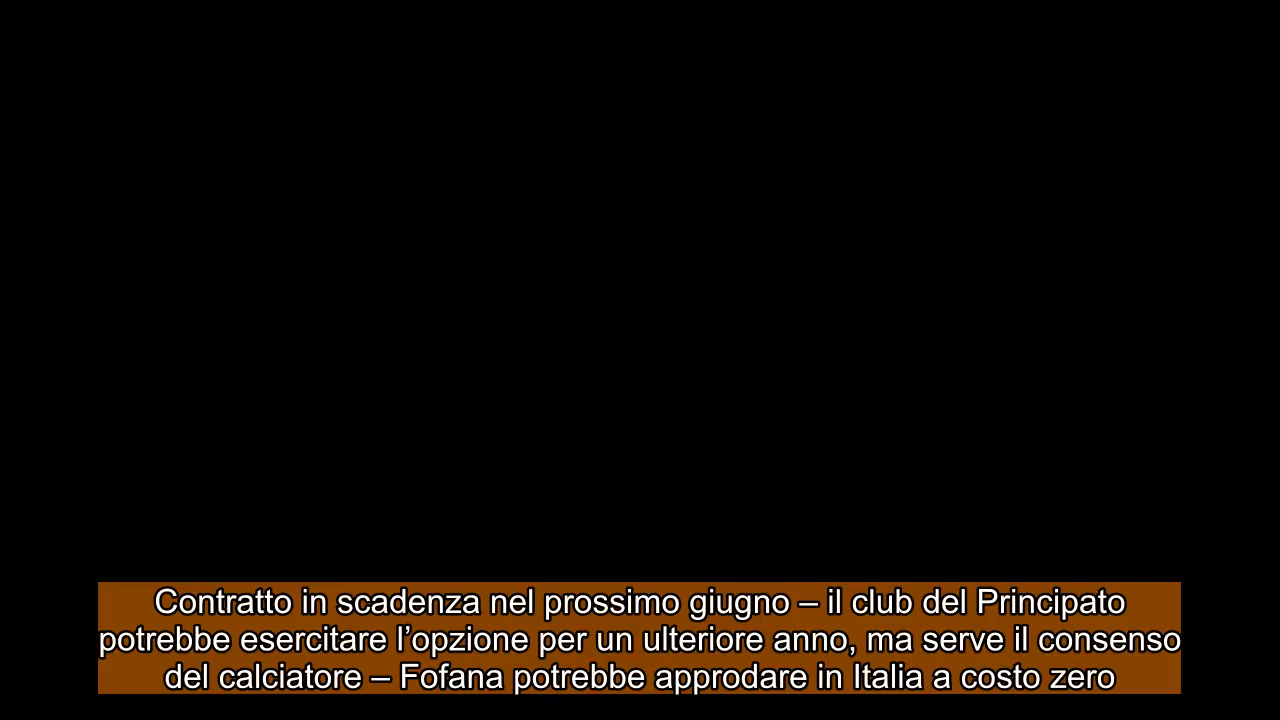 Contratto in scadenza nel prossimo giugno – il club del Principato
potrebbe esercitare l’opzione per un ulteriore anno, ma serve il consenso
del calciatore – Fofana potrebbe approdare in Italia a costo zero